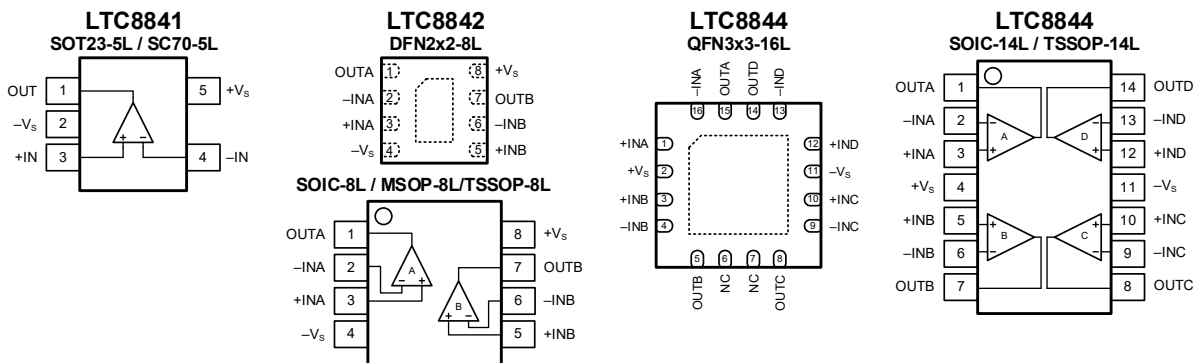 LTC8841
SOT23-5L / SC70-5L
OUT 1 5 +VS
–VS 2
+IN 3 4 –IN
+ –
LTC8842
DFN2x2-8L
OUTA 1 8 +VS
–INA 2 7 OUTB
+INA 3 6 –INB
–VS 4 5 +INB
SOIC-8L / MSOP-8L/TSSOP-8L
OUTA 1 8 +VS
–INA 2 A 7 OUTB
– +
+INA 3 B 6 –INB
+ –
–VS 4 5 +INB
LTC8844
QFN3x3-16L
–INA OUTA OUTD –IND
16 15 14 13
+INA 1 12 +IND
+VS 2 11 –VS
+INB 3 10 +INC
–INB 4 9 –INC
5 6 7 8
OUTB NC NC OUTC
LTC8844
SOIC-14L / TSSOP-14L
OUTA 1 14 OUTD
–INA 2 – – 13 –IND
A D
+INA 3 + + 12 +IND
+VS 4 11 –VS
+INB 5 + + 10 +INC
B C
–INB 6 – – 9 –INC
OUTB 7 8 OUTC